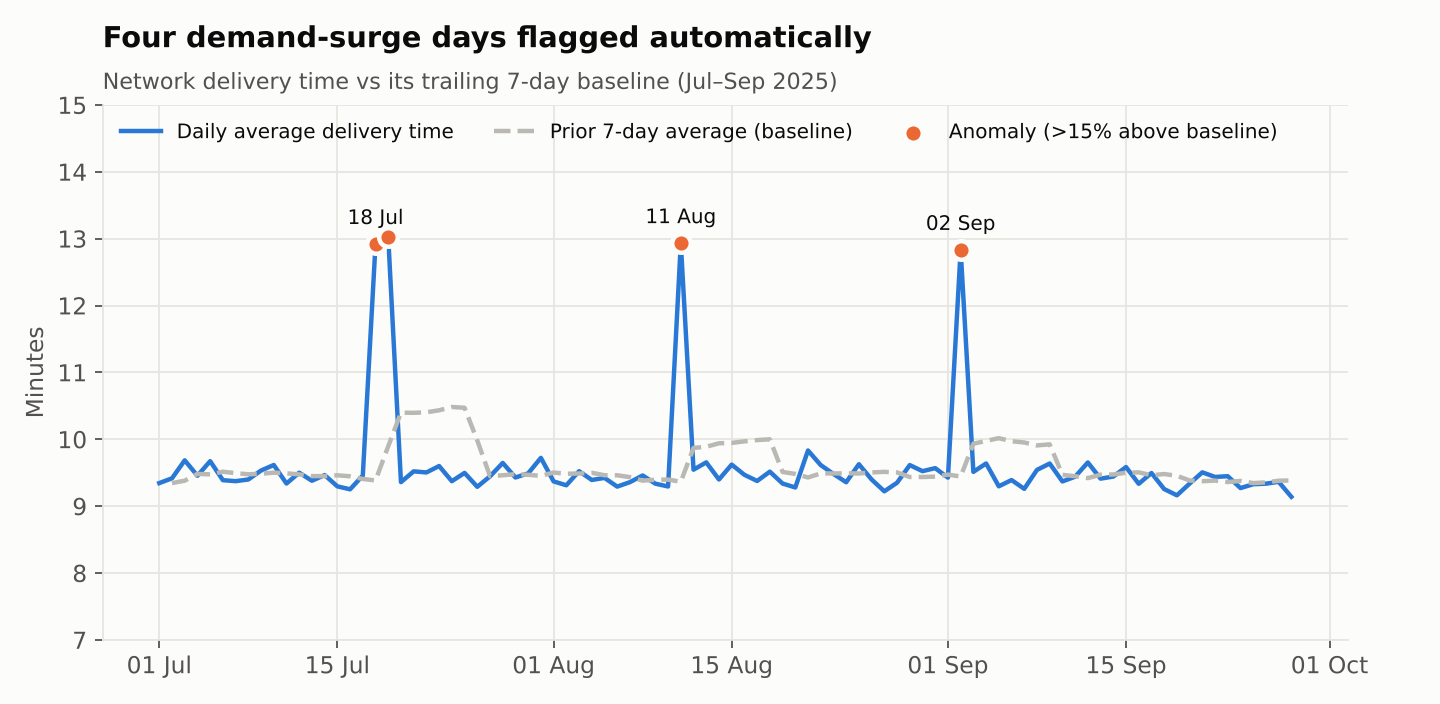 Four demand-surge days flagged automatically
Network delivery time vs its trailing 7-day baseline (Jul–Sep 2025)
Daily average delivery time
Prior 7-day average (baseline)
Anomaly (>15% above baseline)
Minutes
15
14
13
12
11
10
9
8
7
18 Jul
11 Aug
02 Sep
01 Jul
15 Jul
01 Aug
15 Aug
01 Sep
15 Sep
01 Oct